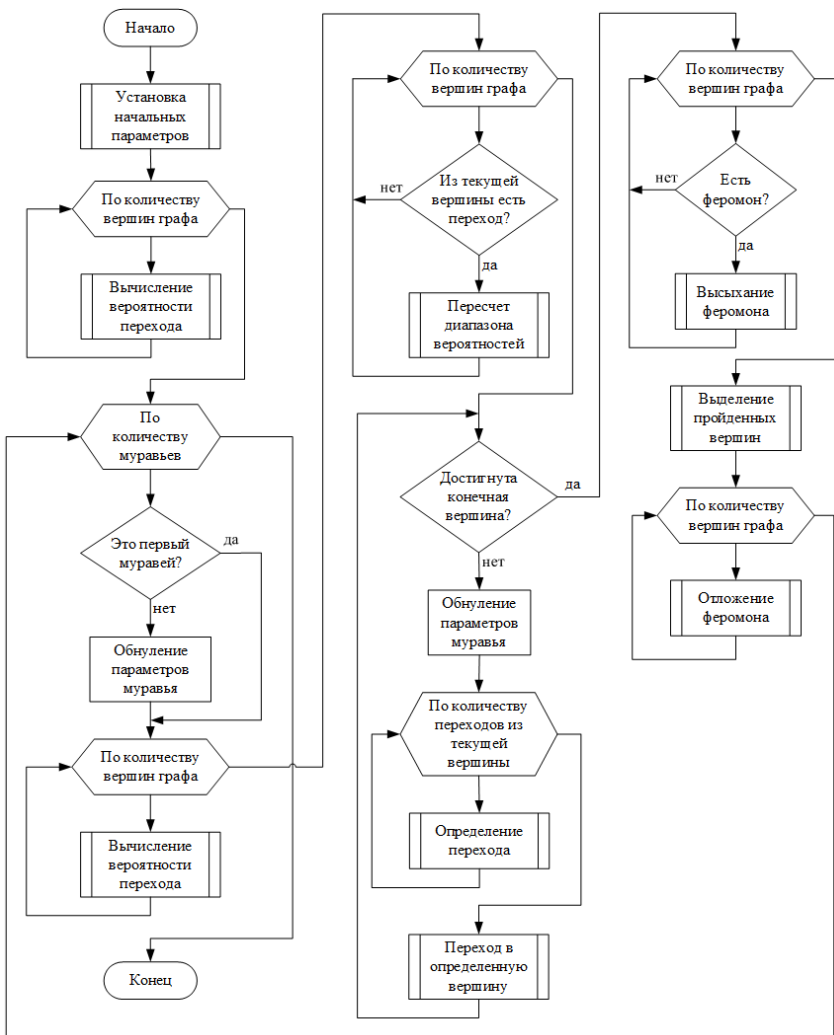 Начало
Установка
начальных
параметров
По количеству
вершин графа
Вычисление
вероятности
перехода
По
количеству
муравьев
Это первый
муравей?
да
нет
Обнуление
параметров
муравья
По количеству
вершин графа
Вычисление
вероятности
перехода
Конец
По количеству
вершин графа
Из текущей
вершины есть
переход?
нет
да
Пересчет
диапазона
вероятностей
Достигнута
конечная
вершина?
да
нет
Обнуление
параметров
муравья
По количеству
переходов из
текущей
вершины
Определение
перехода
Переход в
определенную
вершину
По количеству
вершин графа
Есть
феромон?
нет
да
Высыхание
феромона
Выделение
пройденных
вершин
По количеству
вершин графа
Отложение
феромона